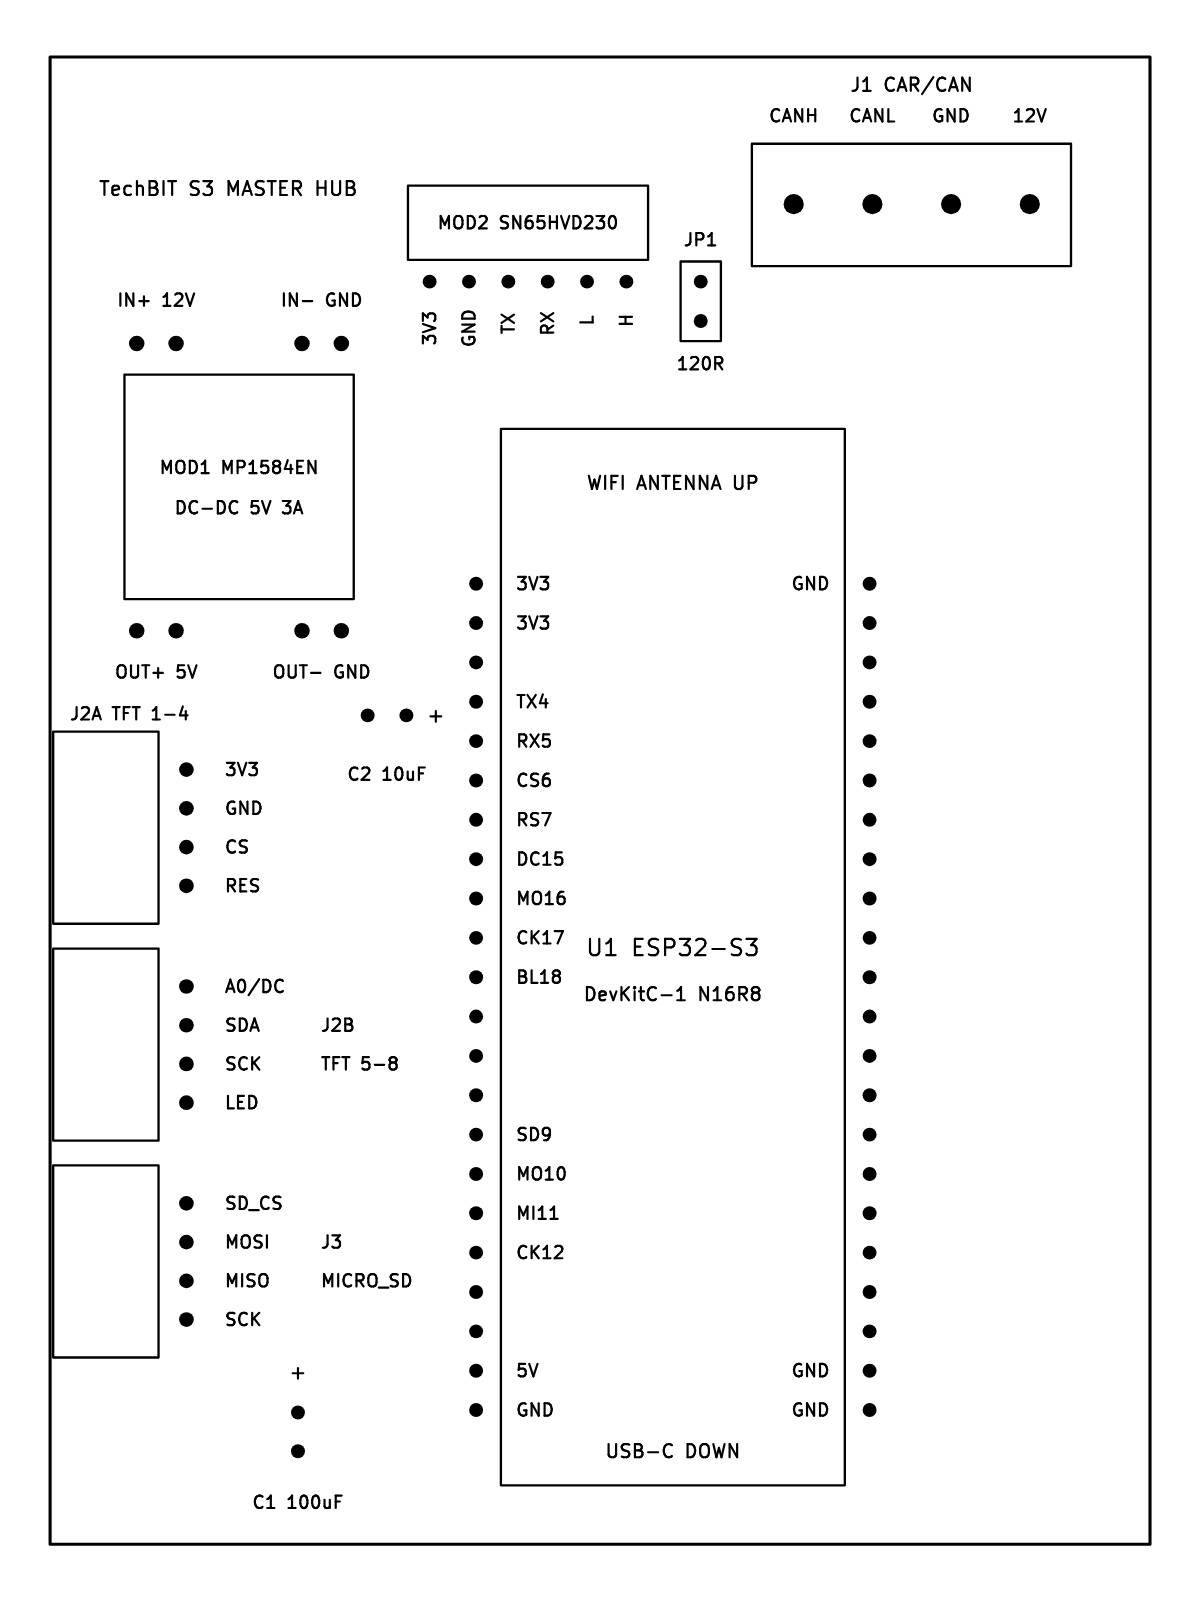 J1 CAR/CAN
CANH CANL GND 12V
TechBIT S3 MASTER HUB
MOD2 SN65HVD230
JP1
IN+ 12V IN- GND
3V3 GND TX RX L H
120R
MOD1 MP1584EN
DC-DC 5V 3A
WIFI ANTENNA UP
3V3 GND
3V3
OUT+ 5V OUT- GND
TX4
J2A TFT 1-4
+
RX5
3V3
C2 10uF
CS6
GND
RS7
CS
DC15
RES
MO16
CK17
U1 ESP32-S3
BL18
A0/DC
DevKitC-1 N16R8
SDA J2B
SCK TFT 5-8
LED
SD9
MO10
SD_CS
MI11
MOSI J3
CK12
MISO MICRO_SD
SCK
+
5V GND
GND GND
USB-C DOWN
C1 100uF